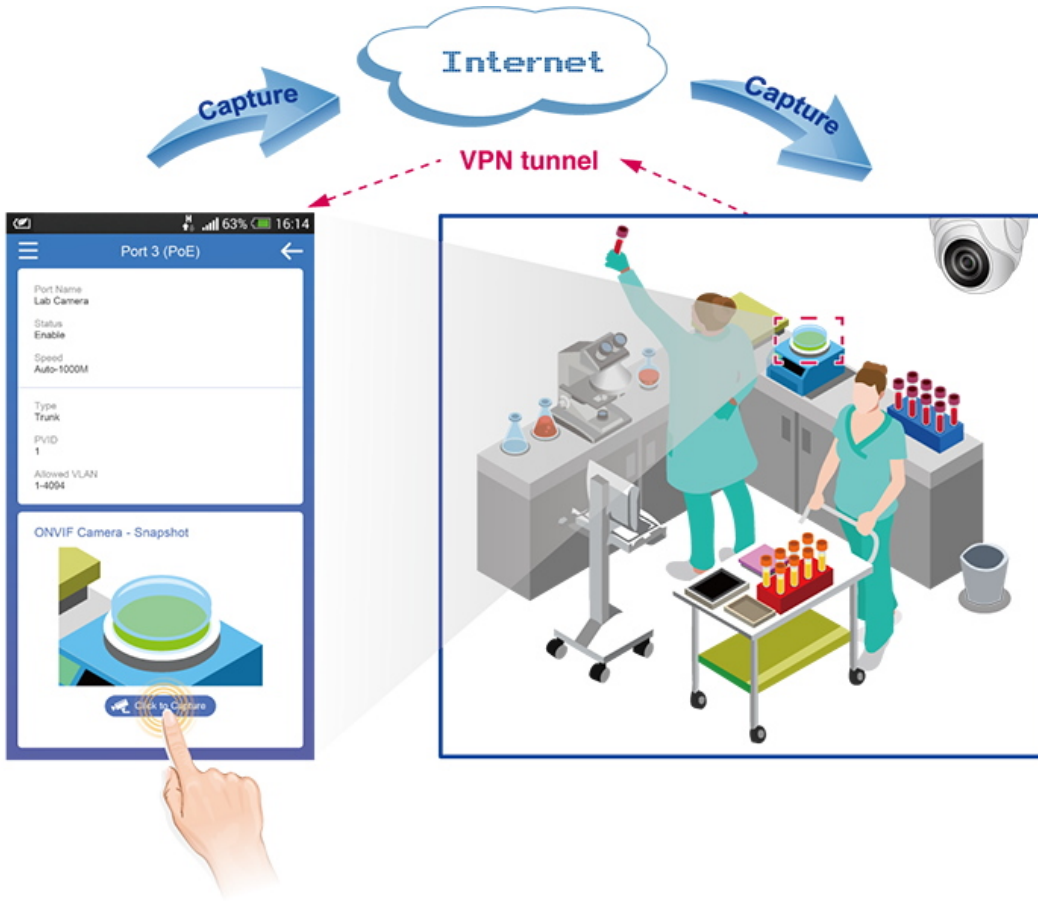 Internet
Capture
Capture
VPN tunnel
63% 16:14
Port 3 (PoE)
Port Name
Lab Camera
Status
Enable
Speed
Auto-1000M
Type
Trunk
PVID
1
Allowed VLAN
1-4094
ONVIF Camera - Snapshot
Click to Capture